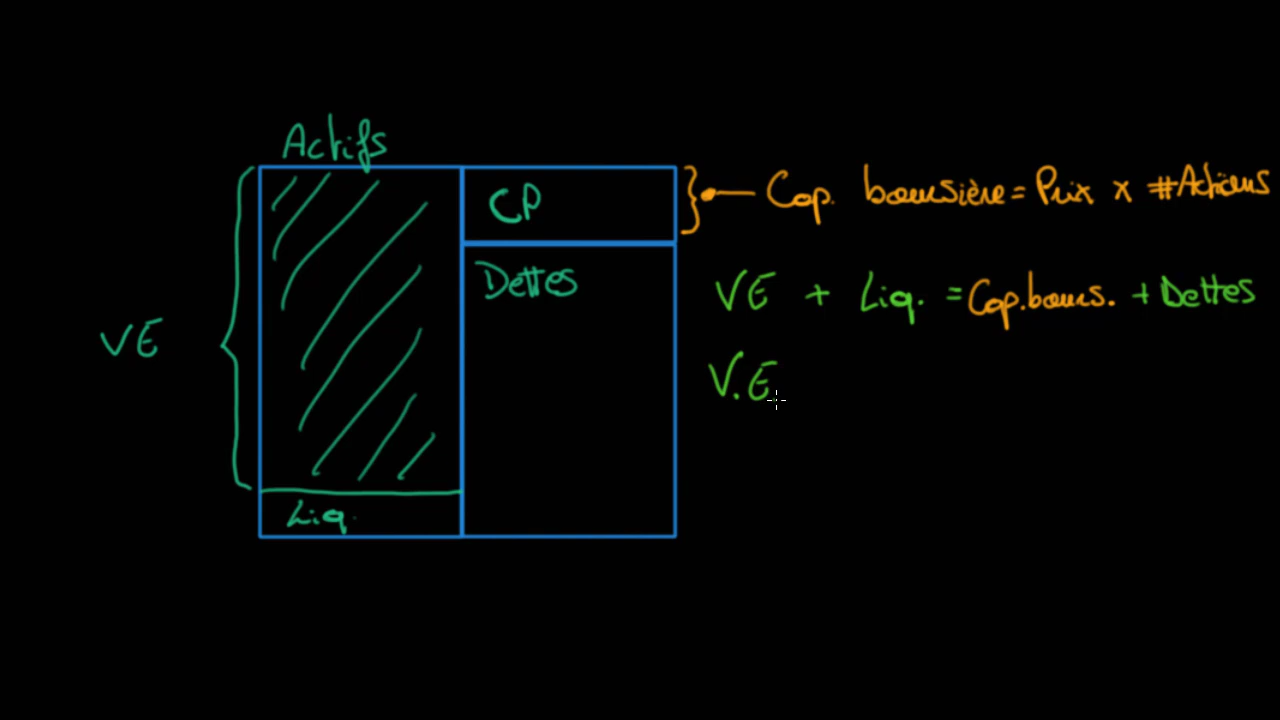 Actifs
CP
Cap. boursière = Prix x #Actions
Dettes
VE + Liq. = Cap.bours. + Dettes
VE
V.E
Liq.